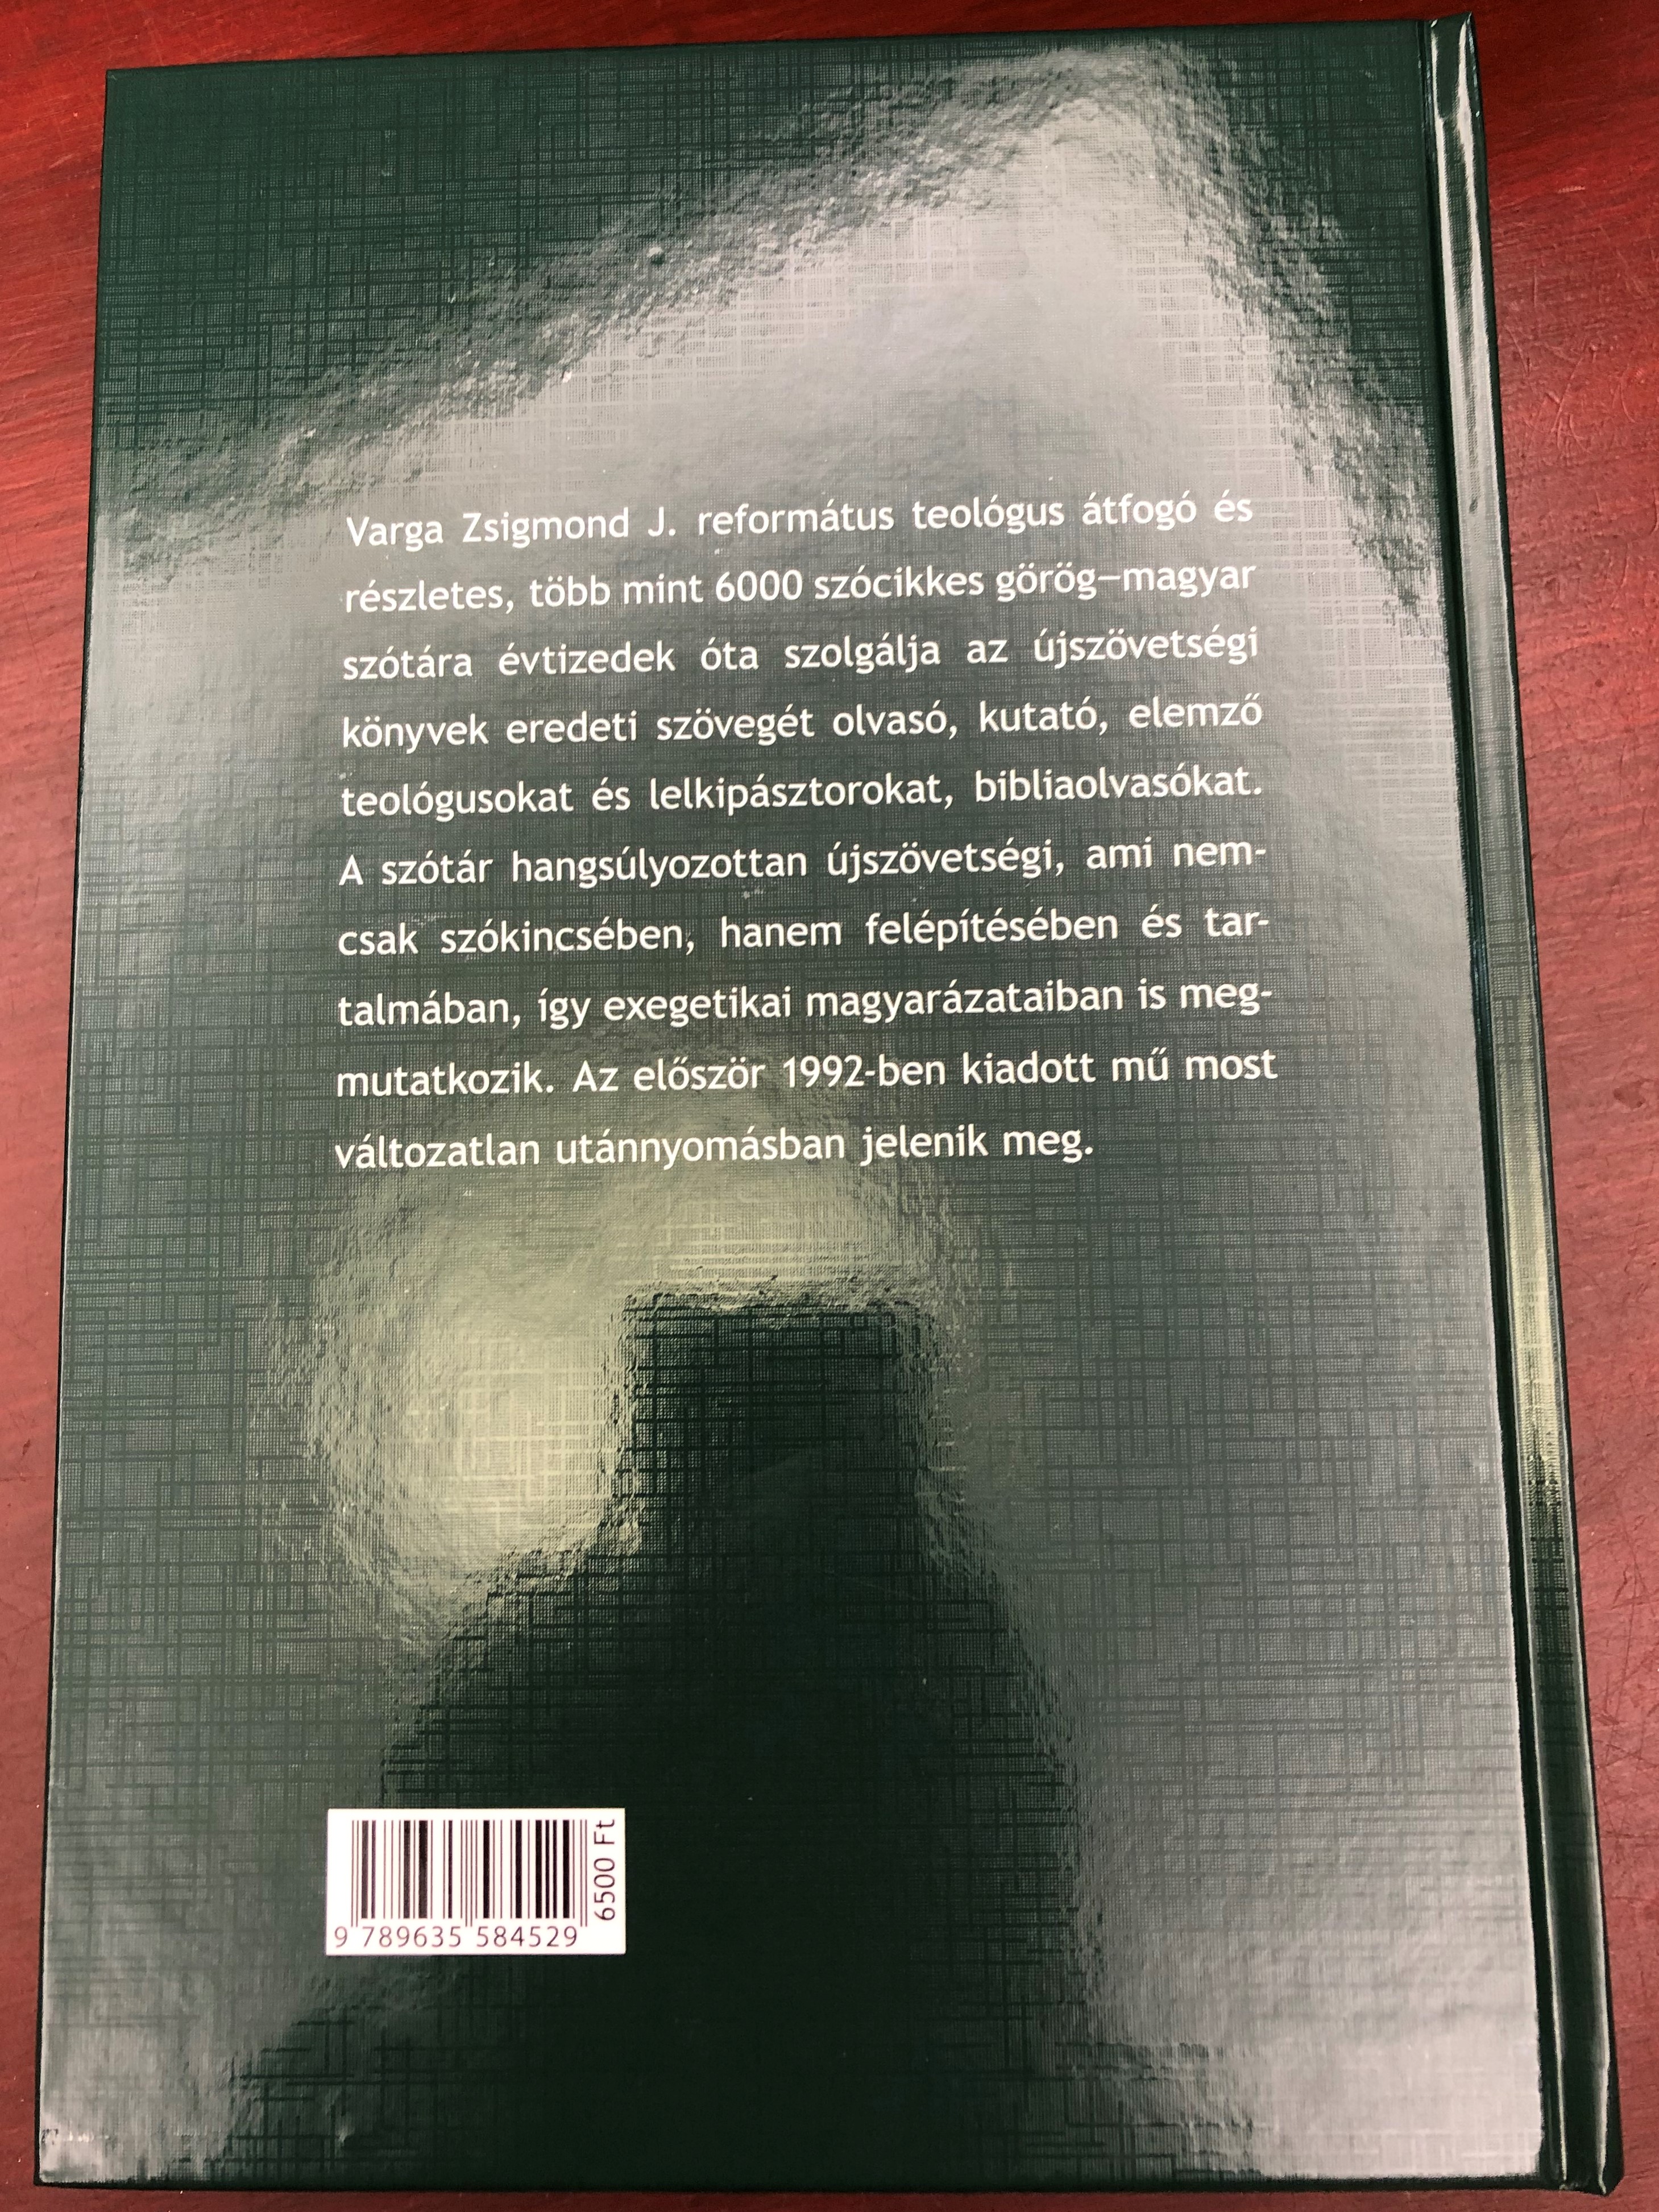 Varga Zsigmond J. református teológus átfogó és
részletes, több mint 6000 szócikkes görög–magyar
szótára évtizedek óta szolgálja az újszövetségi
könyvek eredeti szövegét olvasó, kutató, elemző
teológusokat és lelkipásztorokat, bibliaolvasókat.
A szótár hangsúlyozottan újszövetségi, ami nem-
csak szókincsében, hanem felépítésében és tar-
talmában, így exegetikai magyarázataiban is meg-
mutatkozik. Az először 1992-ben kiadott mű most
változatlan utánnyomásban jelenik meg.
6500 Ft
9 789635 584529